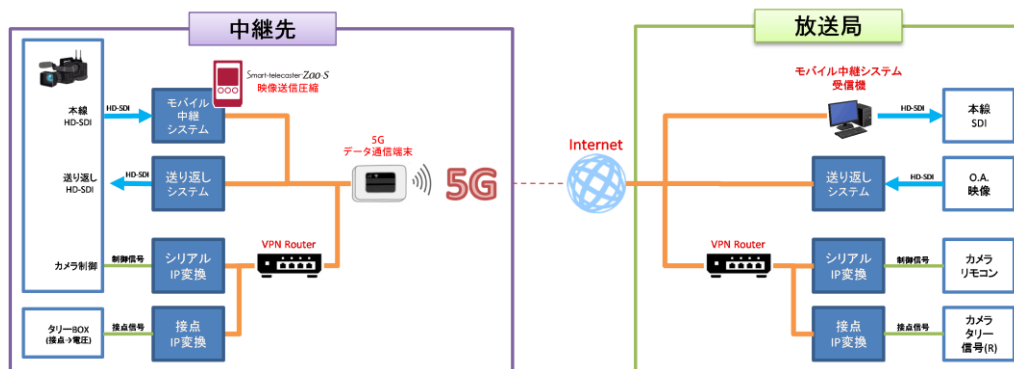 中継先
本線
HD-SDI
HD-SDI
モバイル
中継
システム
Smart-telecaster Zao-S
映像送信圧縮
送り返し
HD-SDI
HD-SDI
送り返し
システム
5G
データ通信端末
5G
カメラ制御
制御信号
シリアル
IP変換
VPN Router
タリーBOX
(接点→電圧)
接点信号
接点
IP変換
Internet
放送局
モバイル中継システム
受信機
HD-SDI
本線
SDI
送り返し
システム
HD-SDI
O.A.
映像
VPN Router
シリアル
IP変換
制御信号
カメラ
リモコン
接点
IP変換
接点信号
カメラ
タリー
信号(R)